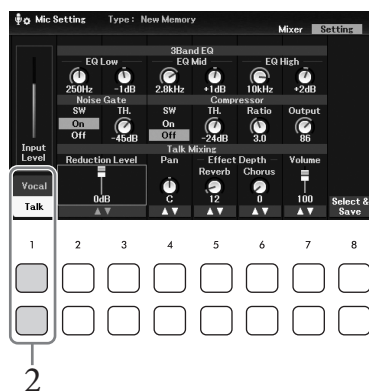 Mic Setting Type : New Memory
Mixer Setting
3Band EQ
EQ Low EQ Mid EQ High
250Hz -1dB 2.8kHz +1dB 10kHz +2dB
Noise Gate Compressor
SW TH. SW TH. Ratio Output
On On
Off -45dB Off -24dB 3.0 86
Input Level
Talk Mixing
Reduction Level Pan Effect Depth Volume
Reverb Chorus
Vocal
Talk
0dB C 12 0 100
Select & Save
1 2 3 4 5 6 7 8
2